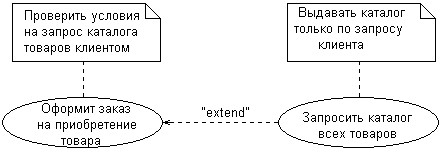 Проверить условия
на запрос каталога
товаров клиентом
Выдавать каталог
только по запросу
клиента
Оформит заказ
на приобретение
товара
"extend"
Запросить каталог
всех товаров